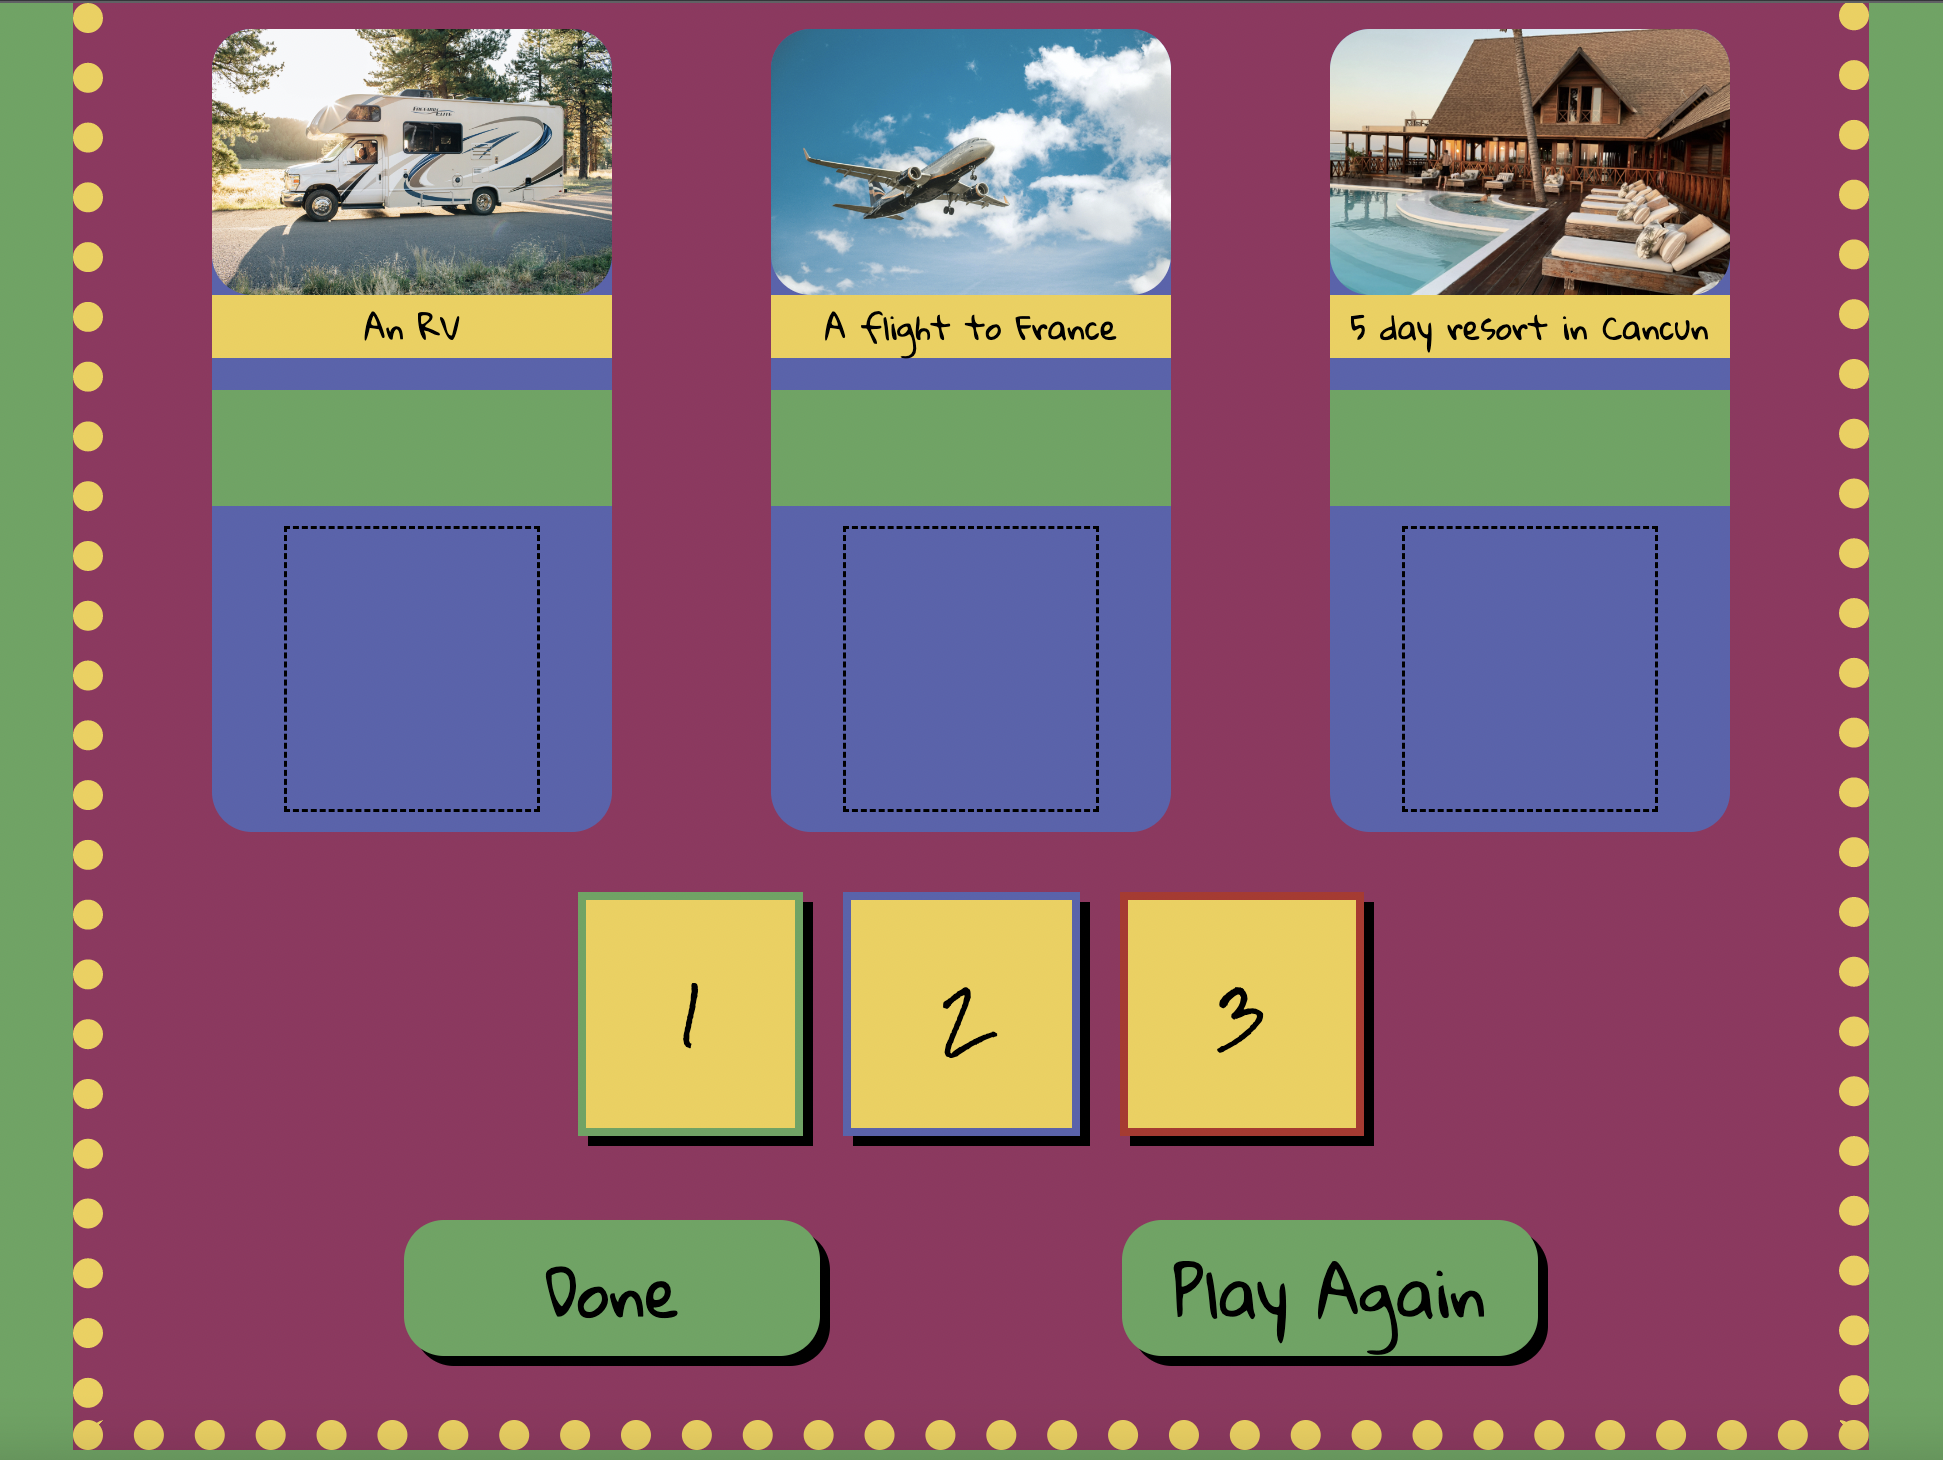 An RV
A flight to France
5 day resort in Cancun
1
2
3
Done
Play Again